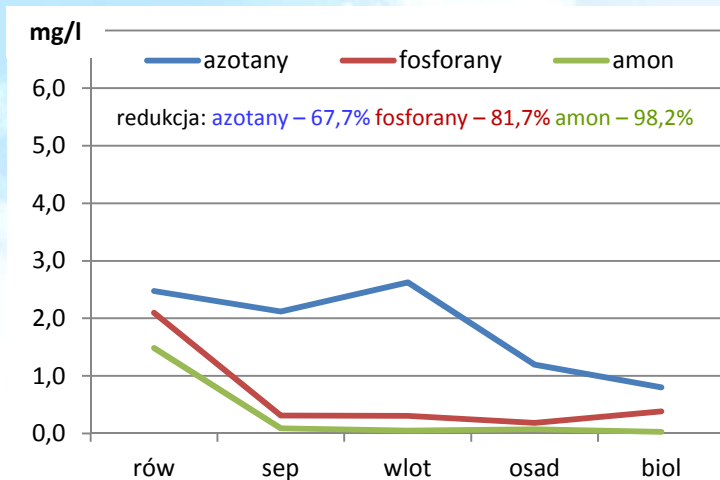 mg/l
azotany fosforany amon
6,0
redukcja: azotany – 67,7% fosforany – 81,7% amon – 98,2%
5,0
4,0
3,0
2,0
1,0
0,0
rów sep wlot osad biol